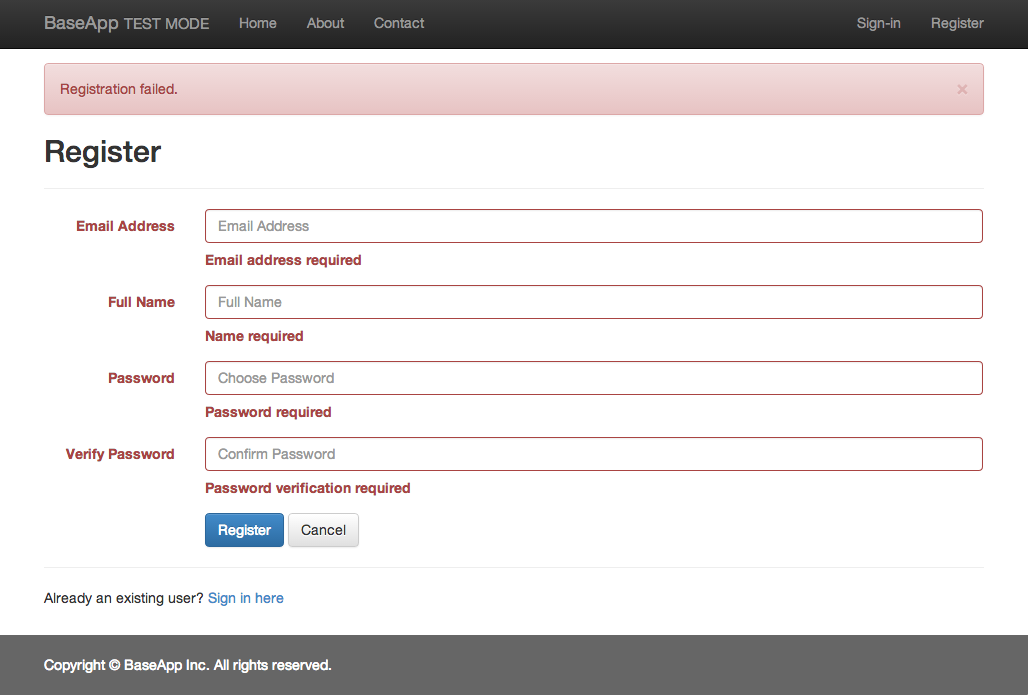 BaseApp TEST MODE Home About Contact Sign-in Register
Registration failed. ×
Register
Email Address Email Address
Email address required
Full Name Full Name
Name required
Password Choose Password
Password required
Verify Password Confirm Password
Password verification required
Register Cancel
Already an existing user? Sign in here
Copyright © BaseApp Inc. All rights reserved.